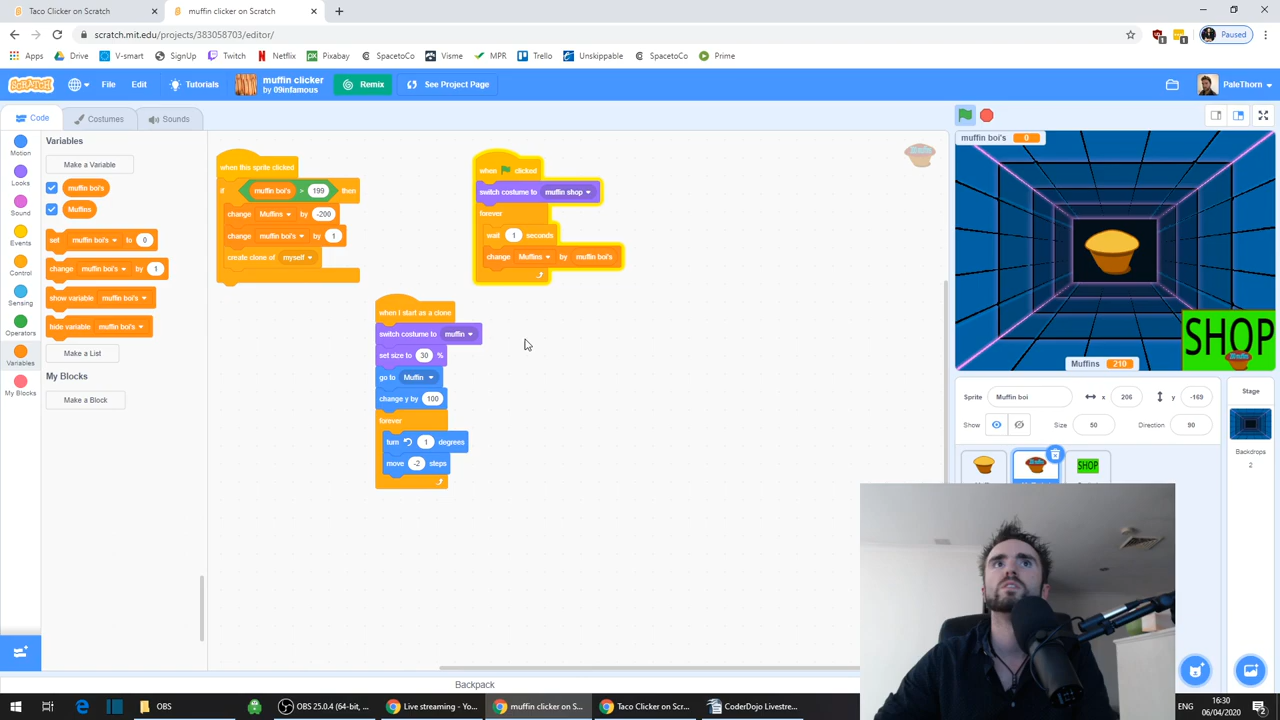 Taco Clicker on Scratch
muffin clicker on Scratch
Paused
scratch.mit.edu/projects/383058703/editor/
Apps Drive V-smart SignUp Twitch Netflix Pixabay SpacetoCo Visme MPR Trello Unskippable SpacetoCo Prime
SCRATCH File Edit Tutorials
muffin clicker
by 09infamous
Remix See Project Page PaleThorn
Code Costumes Sounds
Motion
Looks
Sound
Events
Control
Sensing
Operators
Variables
My Blocks
Variables
Make a Variable
muffin boi's
Muffins
set muffin boi's to 0
change muffin boi's by 1
show variable muffin boi's
hide variable muffin boi's
Make a List
My Blocks
Make a Block
when this sprite clicked
if muffin boi's > 199 then
change Muffins by -200
change muffin boi's by 1
create clone of myself
when clicked
switch costume to muffin shop
forever
wait 1 seconds
change Muffins by muffin boi's
when I start as a clone
switch costume to muffin
set size to 30 %
go to Muffin
change y by 100
forever
turn 1 degrees
move -2 steps
muffin boi's 0
SHOP
Muffins 210
Sprite Muffin boi x 206 y -169
Show Size 50 Direction 90
SHOP
Stage
Backdrops
2
Backpack
OBS
OBS 25.0.4 (64-bit, ...
Live streaming - Yo...
muffin clicker on S...
Taco Clicker on Scr...
CoderDojo Livestre...
ENG
16:30
06/04/2020
2